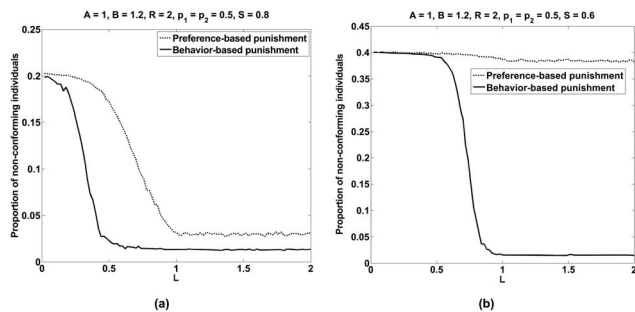 A = 1, B = 1.2, R = 2, p1 = p2 = 0.5, S = 0.8
Proportion of non-conforming individuals
0.25
0.2
0.15
0.1
0.05
0
0 0.5 1 1.5 2
L
Preference-based punishment
Behavior-based punishment
(a)
A = 1, B = 1.2, R = 2, p1 = p2 = 0.5, S = 0.6
Proportion of non-conforming individuals
0.45
0.4
0.35
0.3
0.25
0.2
0.15
0.1
0.05
0
0 0.5 1 1.5 2
L
Preference-based punishment
Behavior-based punishment
(b)